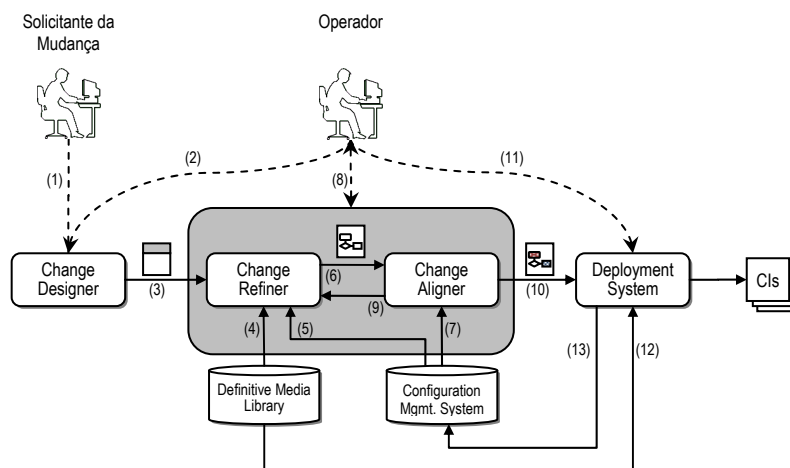 Solicitante da
Mudança
Operador
(1)
(2)
(8)
(11)
Change
Designer
(3)
Change
Refiner
(6)
(9)
Change
Aligner
(10)
Deployment
System
CIs
(4)
(5)
(7)
(13)
(12)
Definitive Media
Library
Configuration
Mgmt. System